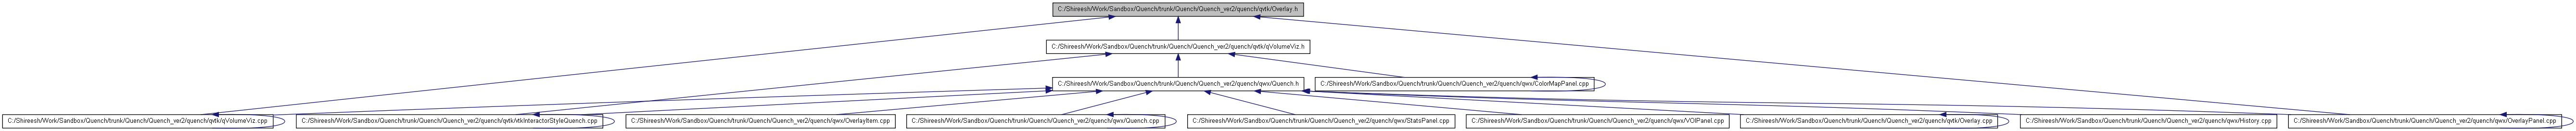 C:/Shireesh/Work/Sandbox/Quench/trunk/Quench/Quench_ver2/quench/qvtk/Overlay.h
C:/Shireesh/Work/Sandbox/Quench/trunk/Quench/Quench_ver2/quench/qvtk/qVolumeViz.h
C:/Shireesh/Work/Sandbox/Quench/trunk/Quench/Quench_ver2/quench/qwx/Quench.h
C:/Shireesh/Work/Sandbox/Quench/trunk/Quench/Quench_ver2/quench/qwx/ColorMapPanel.cpp
C:/Shireesh/Work/Sandbox/Quench/trunk/Quench/Quench_ver2/quench/qvtk/qVolumeViz.cpp
C:/Shireesh/Work/Sandbox/Quench/trunk/Quench/Quench_ver2/quench/qvtk/vtkInteractorStyleQuench.cpp
C:/Shireesh/Work/Sandbox/Quench/trunk/Quench/Quench_ver2/quench/qwx/OverlayItem.cpp
C:/Shireesh/Work/Sandbox/Quench/trunk/Quench/Quench_ver2/quench/qwx/Quench.cpp
C:/Shireesh/Work/Sandbox/Quench/trunk/Quench/Quench_ver2/quench/qwx/StatsPanel.cpp
C:/Shireesh/Work/Sandbox/Quench/trunk/Quench/Quench_ver2/quench/qwx/VOIPanel.cpp
C:/Shireesh/Work/Sandbox/Quench/trunk/Quench/Quench_ver2/quench/qvtk/Overlay.cpp
C:/Shireesh/Work/Sandbox/Quench/trunk/Quench/Quench_ver2/quench/qwx/History.cpp
C:/Shireesh/Work/Sandbox/Quench/trunk/Quench/Quench_ver2/quench/qwx/OverlayPanel.cpp